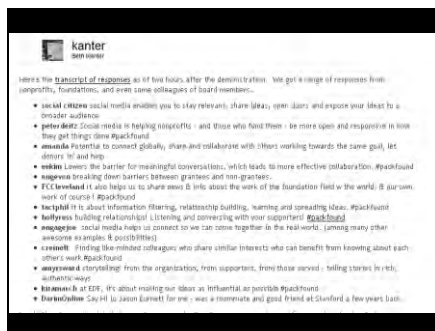 kanter
Beth Kanter
Here's the transcript of responses as of two hours after the demonstration. We got a range of responses from
nonprofits, foundations, and even some colleagues of board members..
social citizen social media enables you to stay relevant, share ideas, open doors and expose your ideas to a
broader audience
peterdeitz Social media is helping nonprofits - and those who fund them - be more open and responsive in how
they get things done #packfound
amanda Potential to connect globally, share and collaborate with others working towards the same goal, let
donors 'in' and help
Lowers the barrier for meaningful conversations, which leads to more effective collaboration. #packfound
engeven breaking down barriers between grantees and non-grantees.
FCCleveland it also helps us to share news & info about the work of the foundation field w the world. & our own
work of course! #packfound
tactphil It is about information filtering, relationship building, learning and spreading ideas. #packfound
hollyross building relationships! Listening and conversing with your supporters! #packfound
engagejoe social media helps us connect so we can come together in the real world. (among many other
awesome examples & possibilities)
Finding like-minded colleagues who share similar interests who can benefit from knowing about each
others work #packfound
amyrsward storytelling: from the organization, from supporters, from those served - telling stories in rich,
authentic ways
kiramarch at EDF, it's about making our ideas as influential as possible #packfound
DarimOnline Say Hi to Jason Burnett for me - was a roommate and good friend at Stanford a few years back.